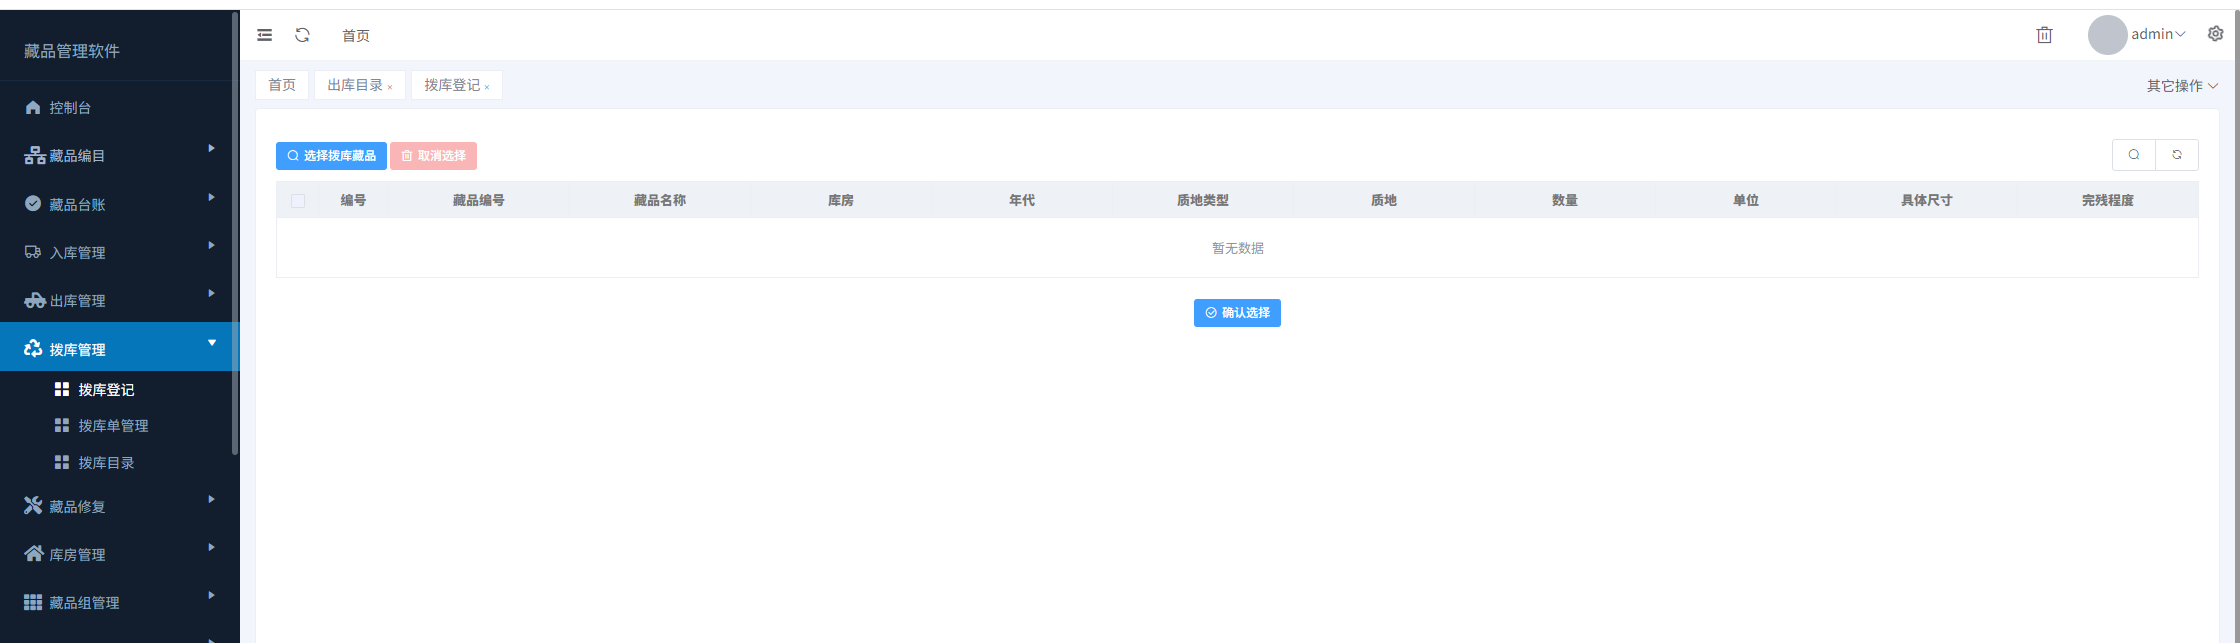 藏品管理软件
首页
admin
控制台
藏品编目
藏品台账
入库管理
出库管理
拨库管理
拨库登记
拨库单管理
拨库目录
藏品修复
库房管理
藏品组管理
首页 出库目录 × 拨库登记 × 其它操作
选择拨库藏品 取消选择
编号 藏品编号 藏品名称 库房 年代 质地类型 质地 数量 单位 具体尺寸 完残程度
暂无数据
确认选择